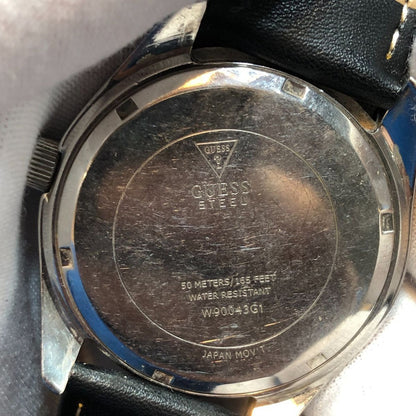 GUESS
?
GUESS
STEEL
50 METERS/165 FEET
WATER RESISTANT
W90043G1
JAPAN MOV'T